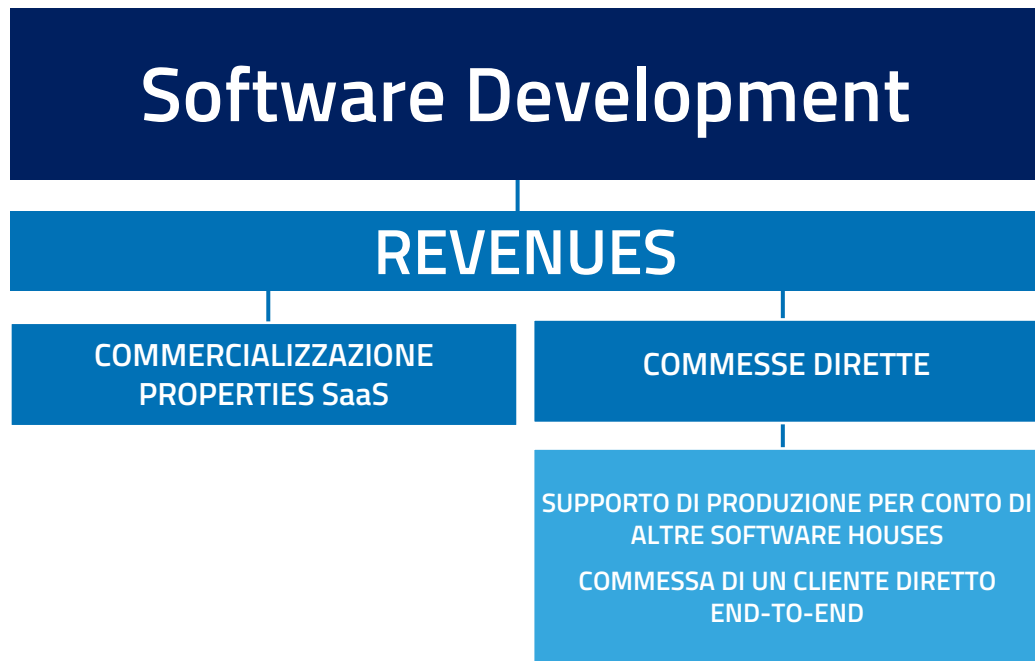 Software Development
REVENUES
COMMERCIALIZZAZIONE
PROPERTIES SaaS
COMMESSE DIRETTE
SUPPORTO DI PRODUZIONE PER CONTO DI
ALTRE SOFTWARE HOUSES
COMMESSA DI UN CLIENTE DIRETTO
END-TO-END